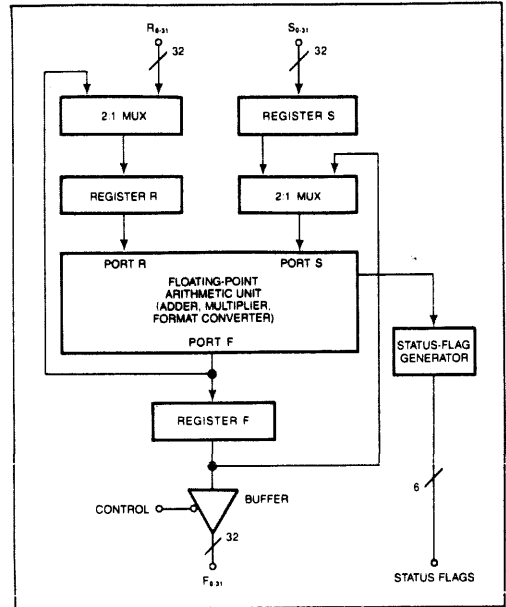 R₀₋₃₁ S₀₋₃₁
32 32
2:1 MUX REGISTER S
REGISTER R 2:1 MUX
PORT R PORT S
FLOATING-POINT
ARITHMETIC UNIT
(ADDER, MULTIPLIER,
FORMAT CONVERTER)
PORT F
STATUS-FLAG
GENERATOR
REGISTER F
6
CONTROL BUFFER
32
F₀₋₃₁ STATUS FLAGS